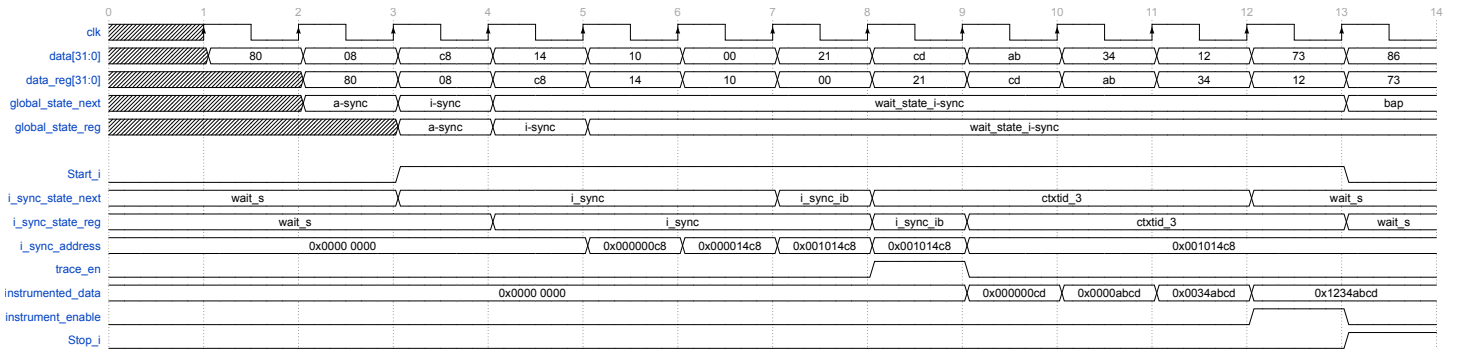 0 1 2 3 4 5 6 7 8 9 10 11 12 13 14
clk
data[31:0] 80 08 c8 14 10 00 21 cd ab 34 12 73 86
data_reg[31:0] 80 08 c8 14 10 00 21 cd ab 34 12 73
global_state_next a-sync i-sync wait_state_i-sync bap
global_state_reg a-sync i-sync wait_state_i-sync
Start_i
i_sync_state_next wait_s i_sync i_sync_ib ctxtid_3 wait_s
i_sync_state_reg wait_s i_sync i_sync_ib ctxtid_3 wait_s
i_sync_address 0x0000 0000 0x000000c8 0x000014c8 0x001014c8 0x001014c8 0x001014c8
trace_en
instrumented_data 0x0000 0000 0x000000cd 0x0000abcd 0x0034abcd 0x1234abcd
instrument_enable
Stop_i